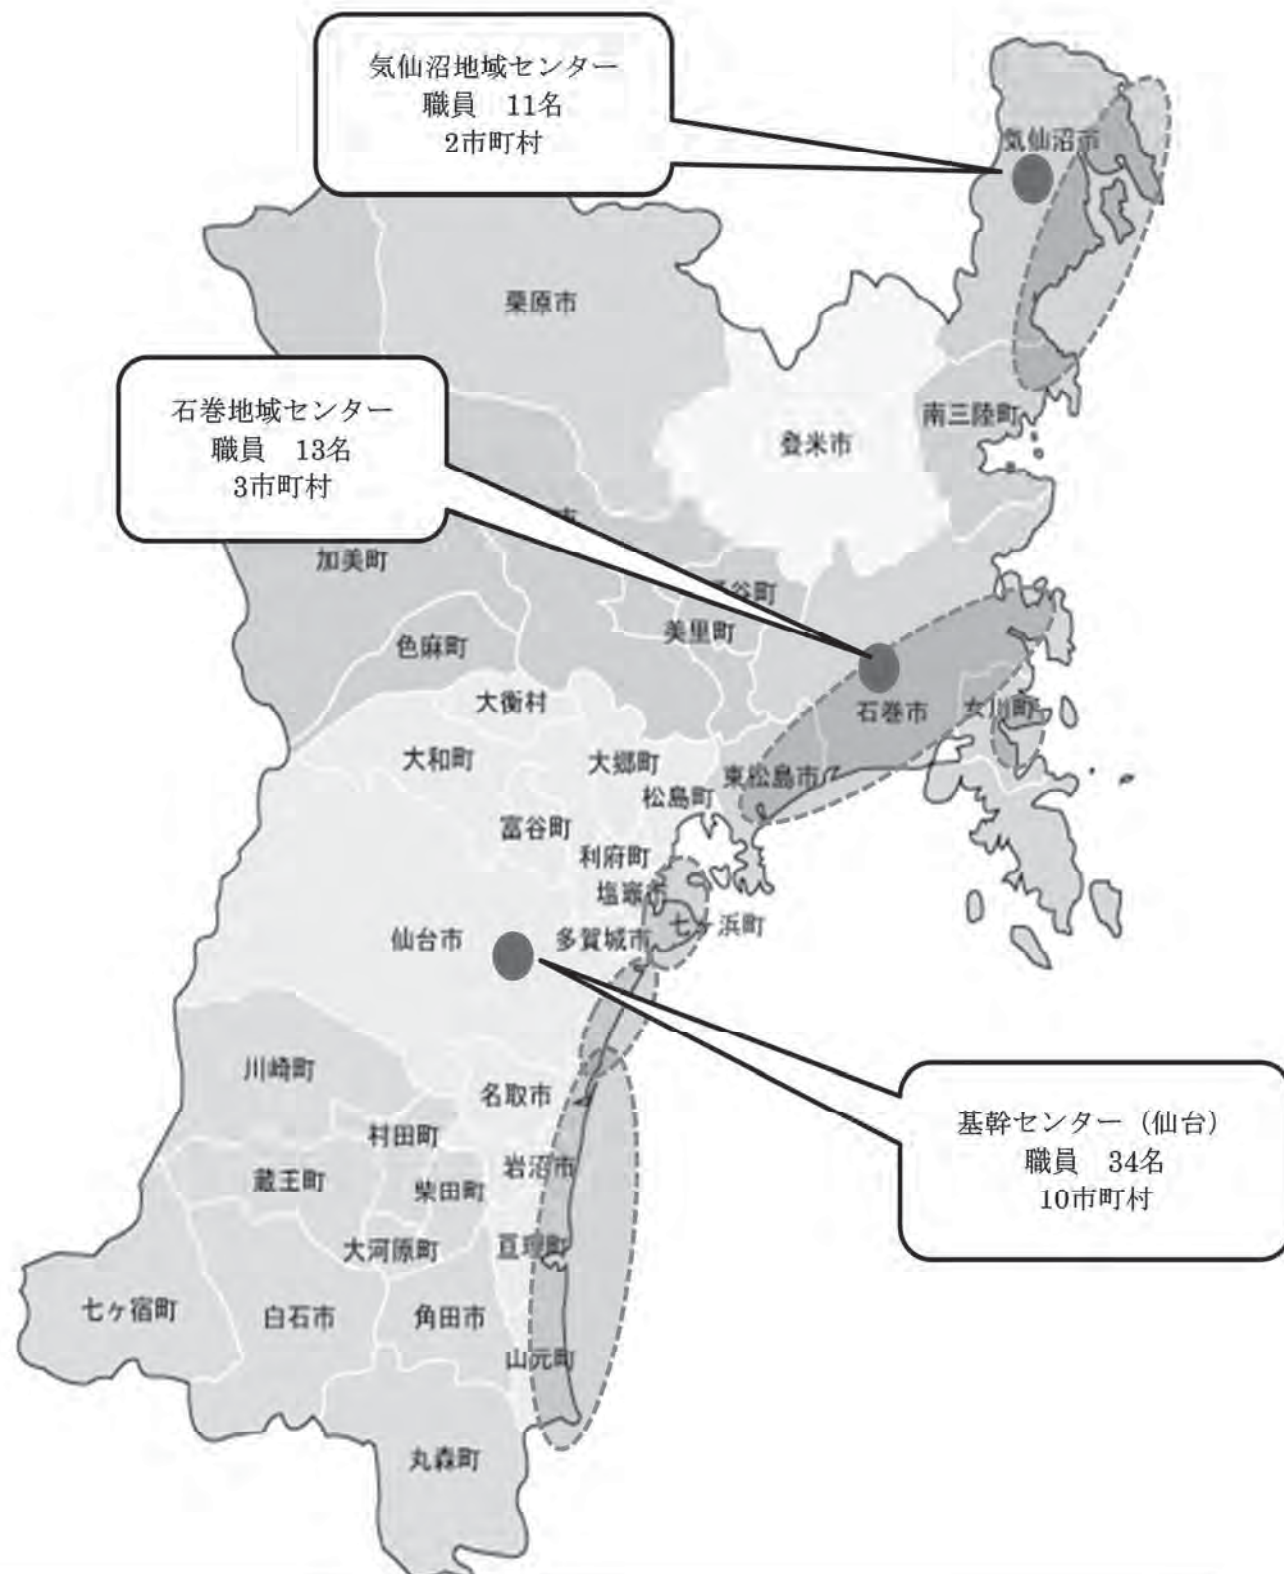 気仙沼地域センター
職員　11名
2市町村
気仙沼市
栗原市
石巻地域センター
職員　13名
3市町村
南三陸町
登米市
市
加美町
谷町
美里町
色麻町
大衡村
石巻市
女川町
大和町
大郷町
東松島市
松島町
富谷町
利府町
塩竈市
七ヶ浜町
仙台市
多賀城市
川崎町
名取市
基幹センター（仙台）
職員　34名
10市町村
村田町
岩沼市
蔵王町
柴田町
大河原町
亘理町
七ヶ宿町
白石市
角田市
山元町
丸森町